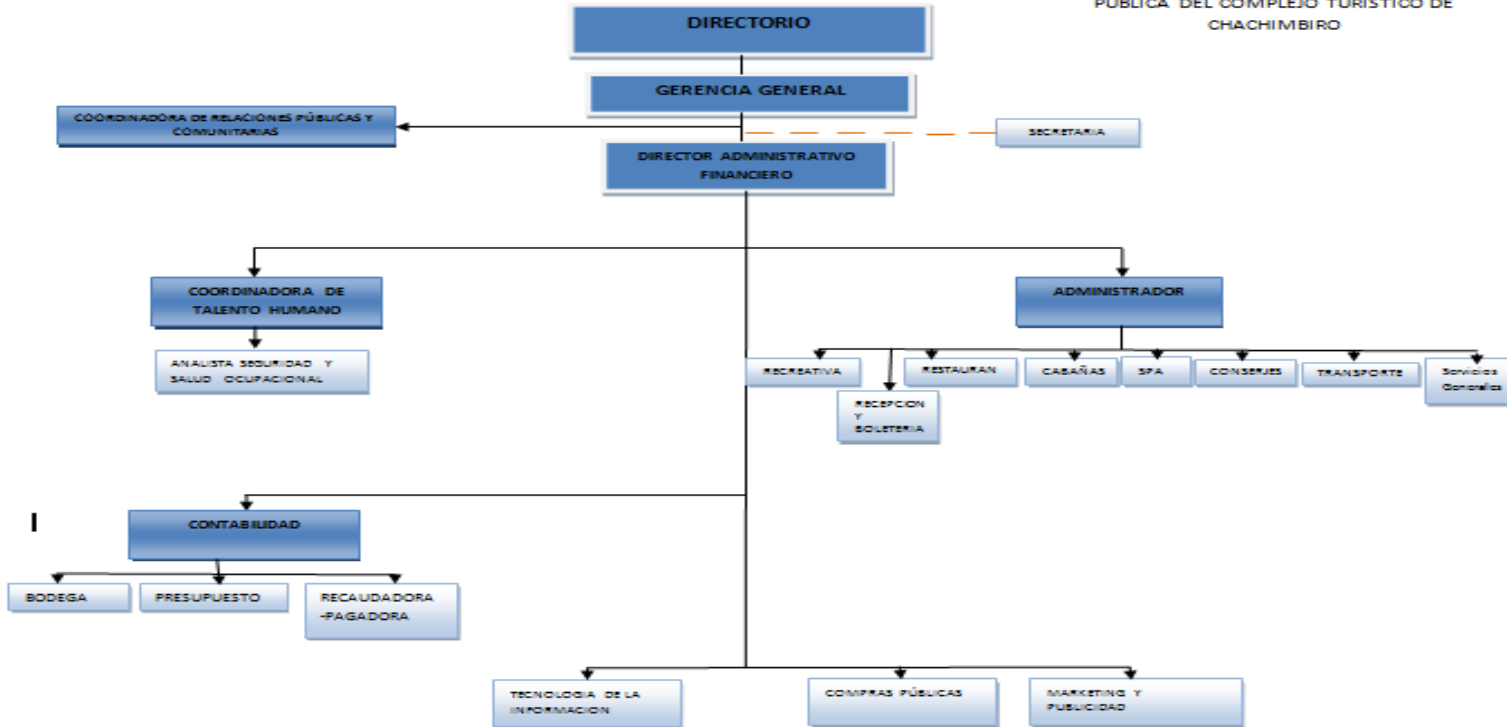 PÚBLICA DEL COMPLEJO TURÍSTICO DE
CHACHIMBIRO
DIRECTORIO
GERENCIA GENERAL
COORDINADORA DE RELACIONES PÚBLICAS Y
COMUNITARIAS
SECRETARIA
DIRECTOR ADMINISTRATIVO
FINANCIERO
COORDINADORA DE
TALENTO HUMANO
ADMINISTRADOR
ANALISTA SEGURIDAD Y
SALUD OCUPACIONAL
RECREATIVA
RECEPCION
Y
BOLETERIA
RESTAURAN
CABAÑAS
SPA
CONSERJES
TRANSPORTE
Servicios
Generales
I
CONTABILIDAD
BODEGA
PRESUPUESTO
RECAUDADORA
-PAGADORA
TECNOLOGIA DE LA
INFORMACION
COMPRAS PÚBLICAS
MARKETING Y
PUBLICIDAD